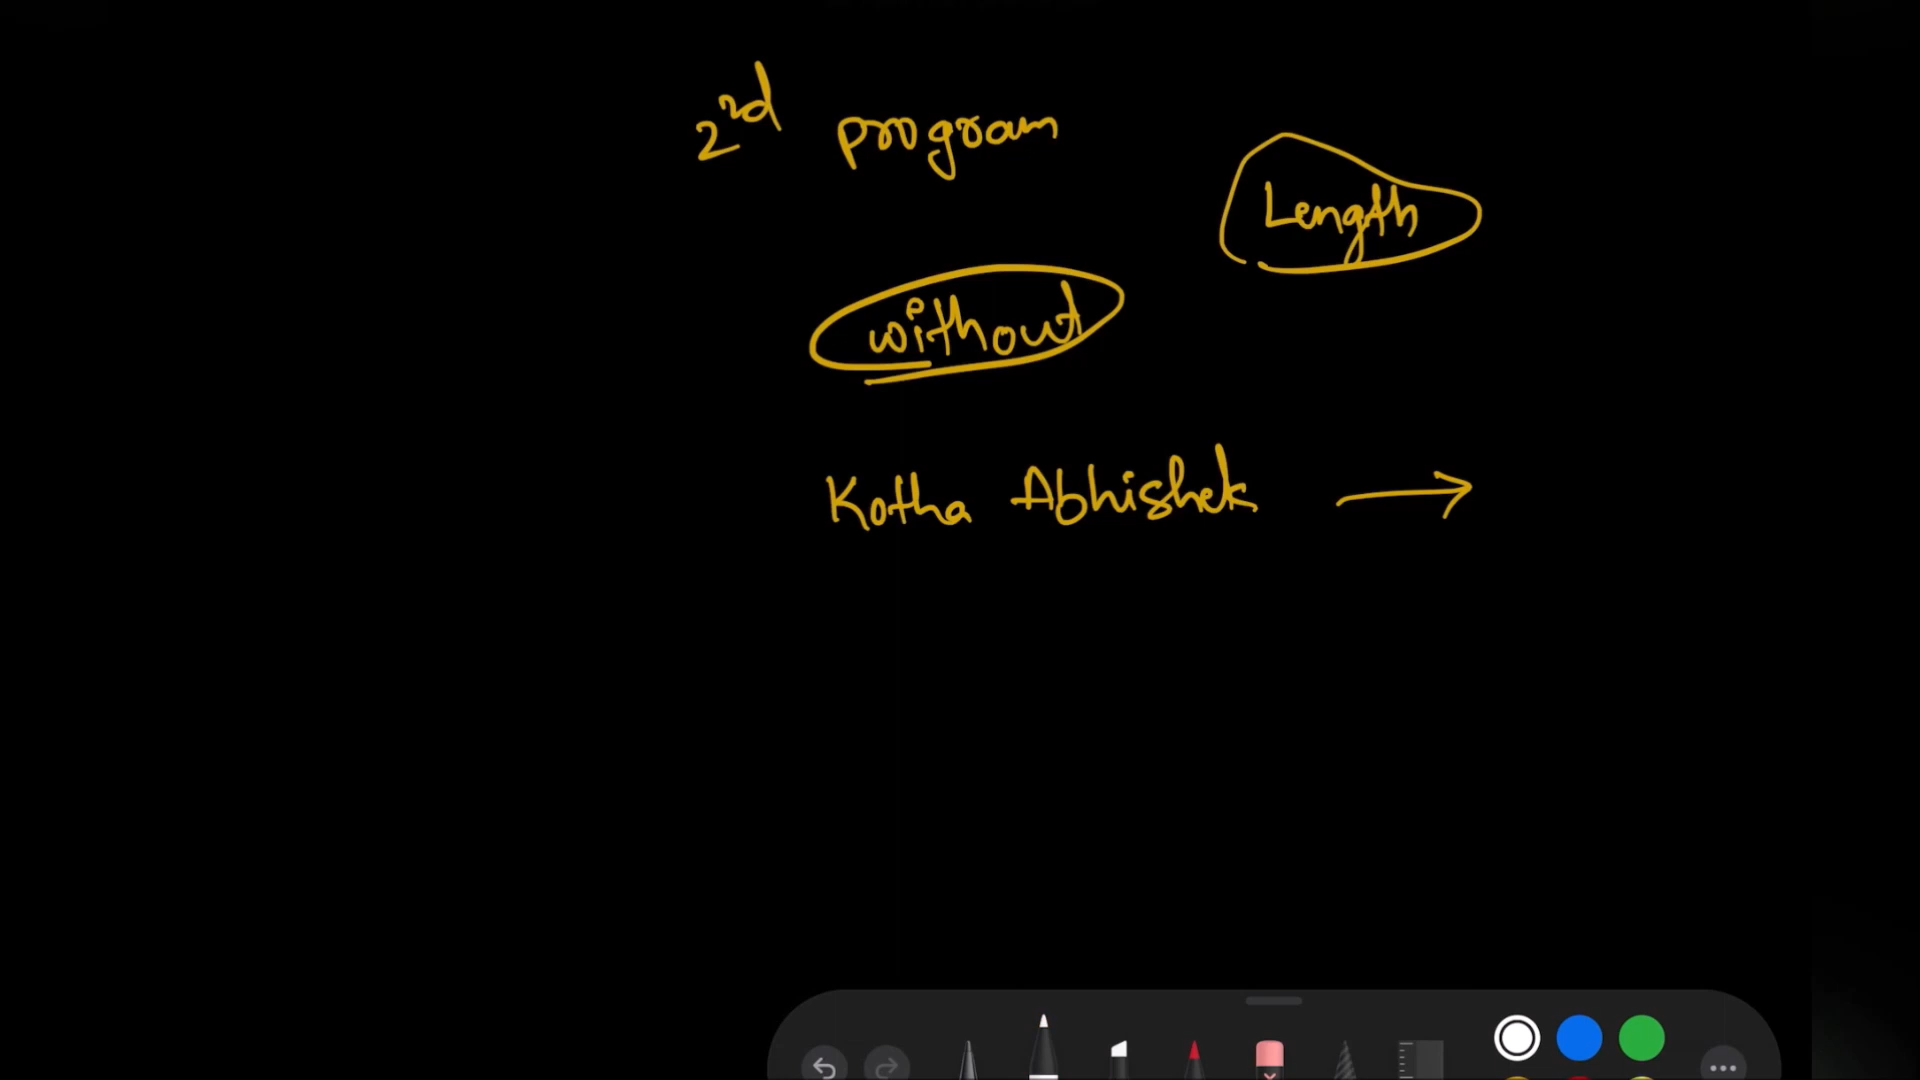 2nd program
Length
without
Kotha Abhishek →